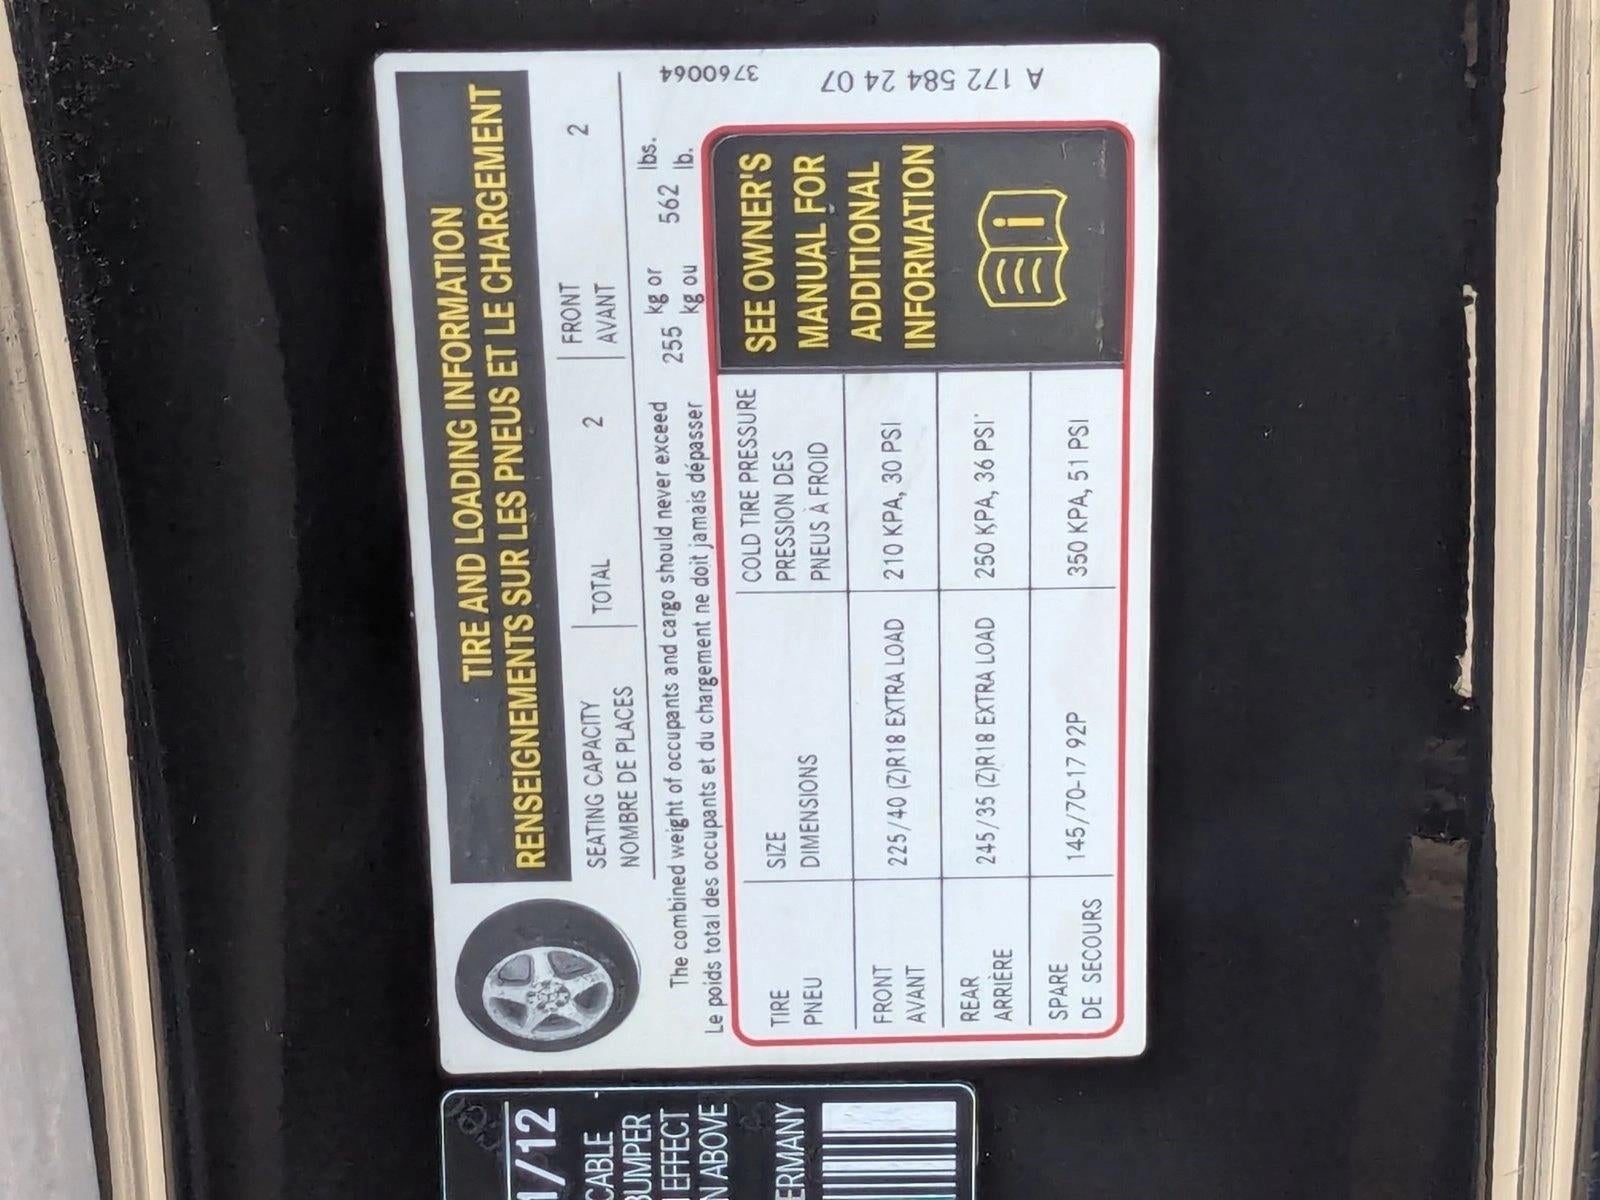 TIRE AND LOADING INFORMATION
RENSEIGNEMENTS SUR LES PNEUS ET LE CHARGEMENT
SEATING CAPACITY TOTAL 2 FRONT 2
NOMBRE DE PLACES AVANT
The combined weight of occupants and cargo should never exceed 255 kg or 562 lbs.
Le poids total des occupants et du chargement ne doit jamais dépasser kg ou lb.
TIRE SIZE COLD TIRE PRESSURE
PNEU DIMENSIONS PRESSION DES
PNEUS À FROID
FRONT 225/40 (Z)R18 EXTRA LOAD 210 KPA, 30 PSI
AVANT
REAR 245/35 (Z)R18 EXTRA LOAD 250 KPA, 36 PSI
ARRIÈRE
SPARE 145/70-17 92P 350 KPA, 51 PSI
DE SECOURS
SEE OWNER'S
MANUAL FOR
ADDITIONAL
INFORMATION
3760064
A 172 584 24 07
1/12
CABLE
BUMPER
EFFECT
N ABOVE
ERMANY